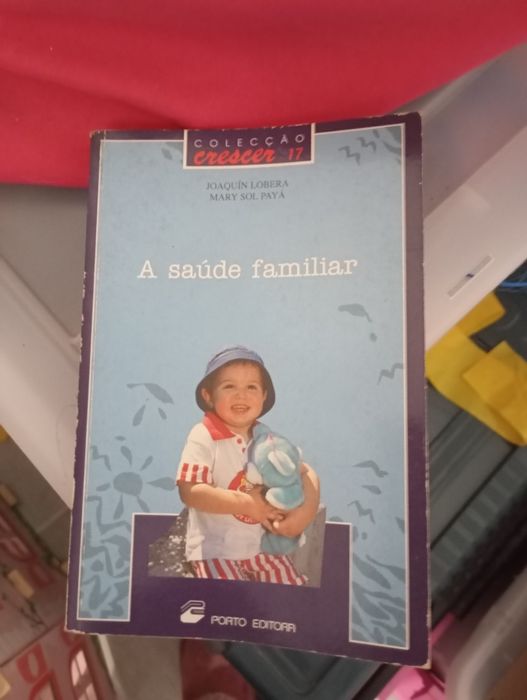 COLECÇÃO
crescer 17
JOAQUÍN LOBERA
MARY SOL PAYÁ
A saúde familiar
PORTO EDITORA